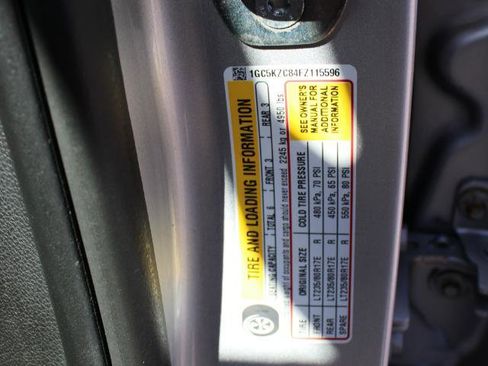 1GC5K7C84FZ115596
TIRE AND LOADING INFORMATION
SEATING CAPACITY TOTAL 6 FRONT 3 REAR 3
weight of occupants and cargo should never exceed 2245 kg or 4950 lbs.
TIRE ORIGINAL SIZE COLD TIRE PRESSURE
FRONT LT235/80R17E R 480 kPa, 70 PSI
REAR LT235/80R17E R 450 kPa, 65 PSI
SPARE LT235/80R17E R 550 kPa, 80 PSI
SEE OWNER'S
MANUAL FOR
ADDITIONAL
INFORMATION